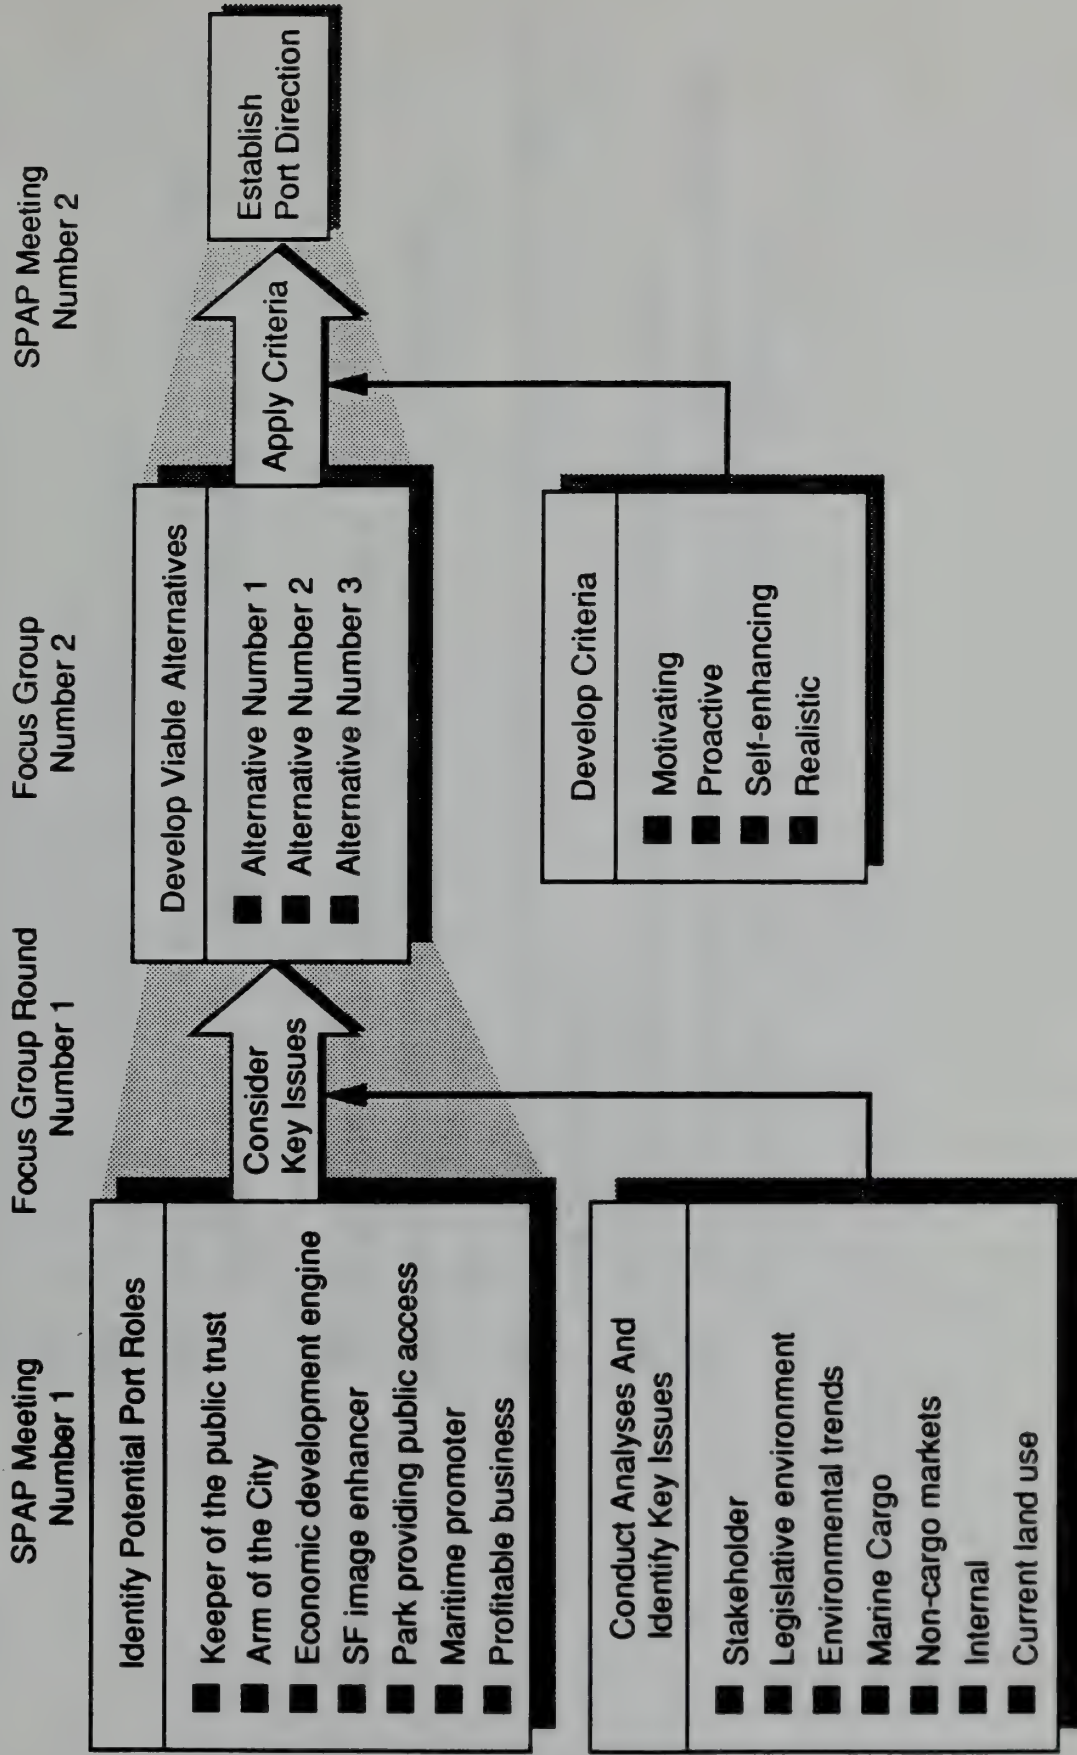 SPAP Meeting
Number 1
Focus Group Round
Number 1
Focus Group
Number 2
SPAP Meeting
Number 2
Identify Potential Port Roles
Keeper of the public trust
Arm of the City
Economic development engine
SF image enhancer
Park providing public access
Maritime promoter
Profitable business
Consider
Key Issues
Develop Viable Alternatives
Alternative Number 1
Alternative Number 2
Alternative Number 3
Apply Criteria
Establish
Port Direction
Conduct Analyses And
Identify Key Issues
Stakeholder
Legislative environment
Environmental trends
Marine Cargo
Non-cargo markets
Internal
Current land use
Develop Criteria
Motivating
Proactive
Self-enhancing
Realistic